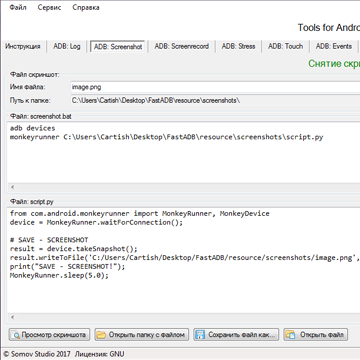 Файл Сервис Справка
Tools for Andro
Инструкция ADB: Log ADB: Screenshot ADB: Screenrecord ADB: Stress ADB: Touch ADB: Events
Снятие скр
Файл скриншот:
Имя файла: image.png
Путь к папке: C:\Users\Cartish\Desktop\FastADB\resource\screenshots\
Файл: screenshot.bat
adb devices
monkeyrunner C:\Users\Cartish\Desktop\FastADB\resource\screenshots\script.py
Файл: script.py
from com.android.monkeyrunner import MonkeyRunner, MonkeyDevice
device = MonkeyRunner.waitForConnection();
# SAVE - SCREENSHOT
result = device.takeSnapshot();
result.writeToFile('C:/Users/Cartish/Desktop/FastADB/resource/screenshots/image.png',
print("SAVE - SCREENSHOT!");
MonkeyRunner.sleep(5.0);
Просмотр скриншота Открыть папку с файлом Сохранить файл как... Открыть файл
© Somov Studio 2017 Лицензия: GNU